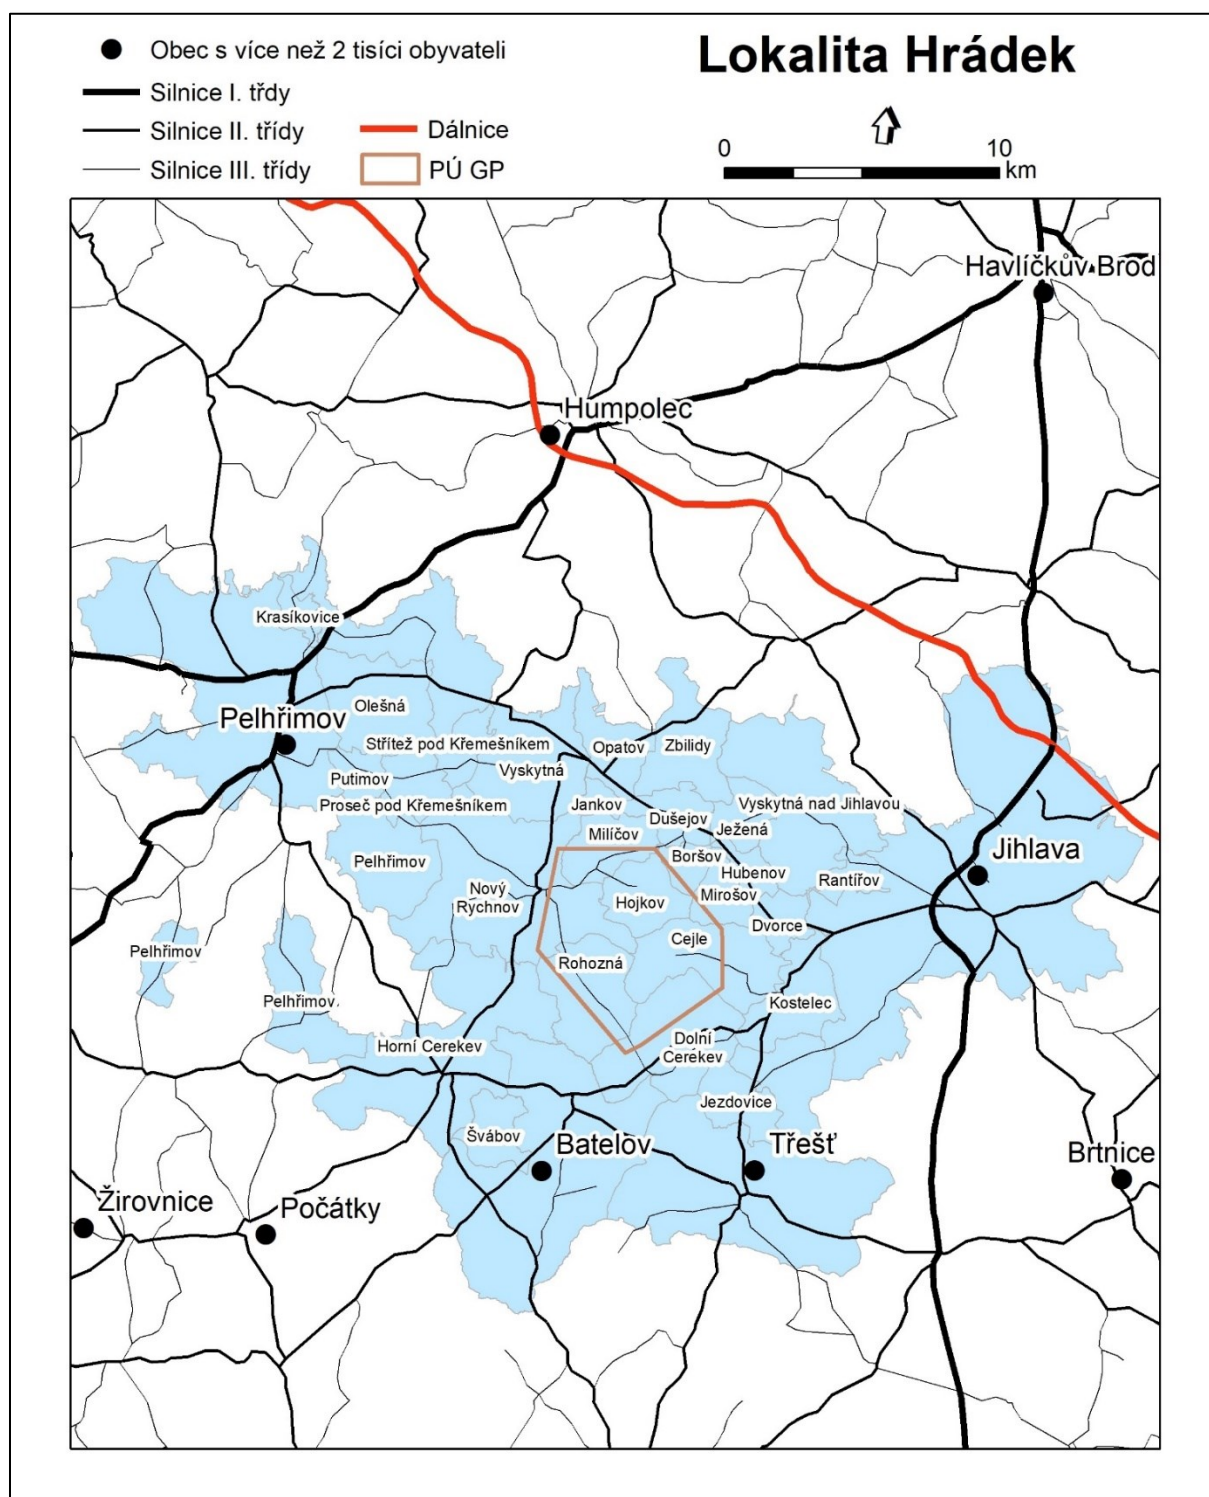 Obec s více než 2 tisíci obyvateli
Lokalita Hrádek
Silnice I. třdy
Silnice II. třídy
Dálnice
Silnice III. třídy
PÚ GP
0
10
km
Havlíčkův Brod
Humpolec
Krasíkovice
Olešná
Pelhřimov
Střítež pod Křemešníkem
Opatov
Zbilidy
Vyskytná
Putimov
Proseč pod Křemešníkem
Jankov
Vyskytná nad Jihlavou
Dušejov
Ježená
Milíčov
Jihlava
Pelhřimov
Boršov
Hubenov
Rantířov
Nový
Rychnov
Hojkov
Mirošov
Dvorce
Cejle
Pelhřimov
Rohozná
Pelhřimov
Kostelec
Horní Cerekev
Dolní
Cerekev
Jezdovice
Švábov
Batelov
Třešť
Brtnice
Žirovnice
Počátky